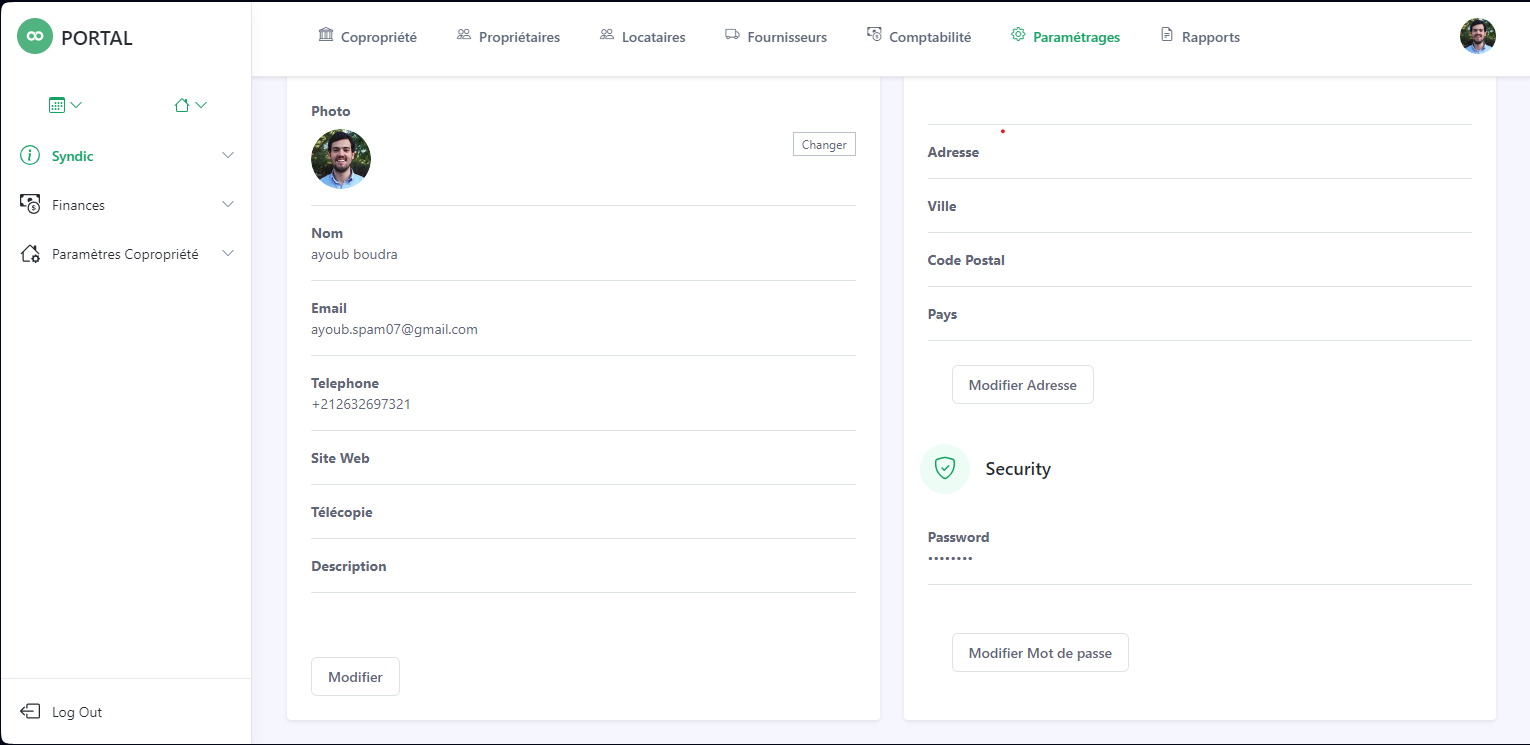 PORTAL
Copropriété
Propriétaires
Locataires
Fournisseurs
Comptabilité
Paramétrages
Rapports
Syndic
Finances
Paramètres Copropriété
Log Out
Photo
Changer
Nom
ayoub boudra
Email
ayoub.spam07@gmail.com
Telephone
+212632697321
Site Web
Télécopie
Description
Modifier
Adresse
Ville
Code Postal
Pays
Modifier Adresse
Security
Password
••••••••
Modifier Mot de passe